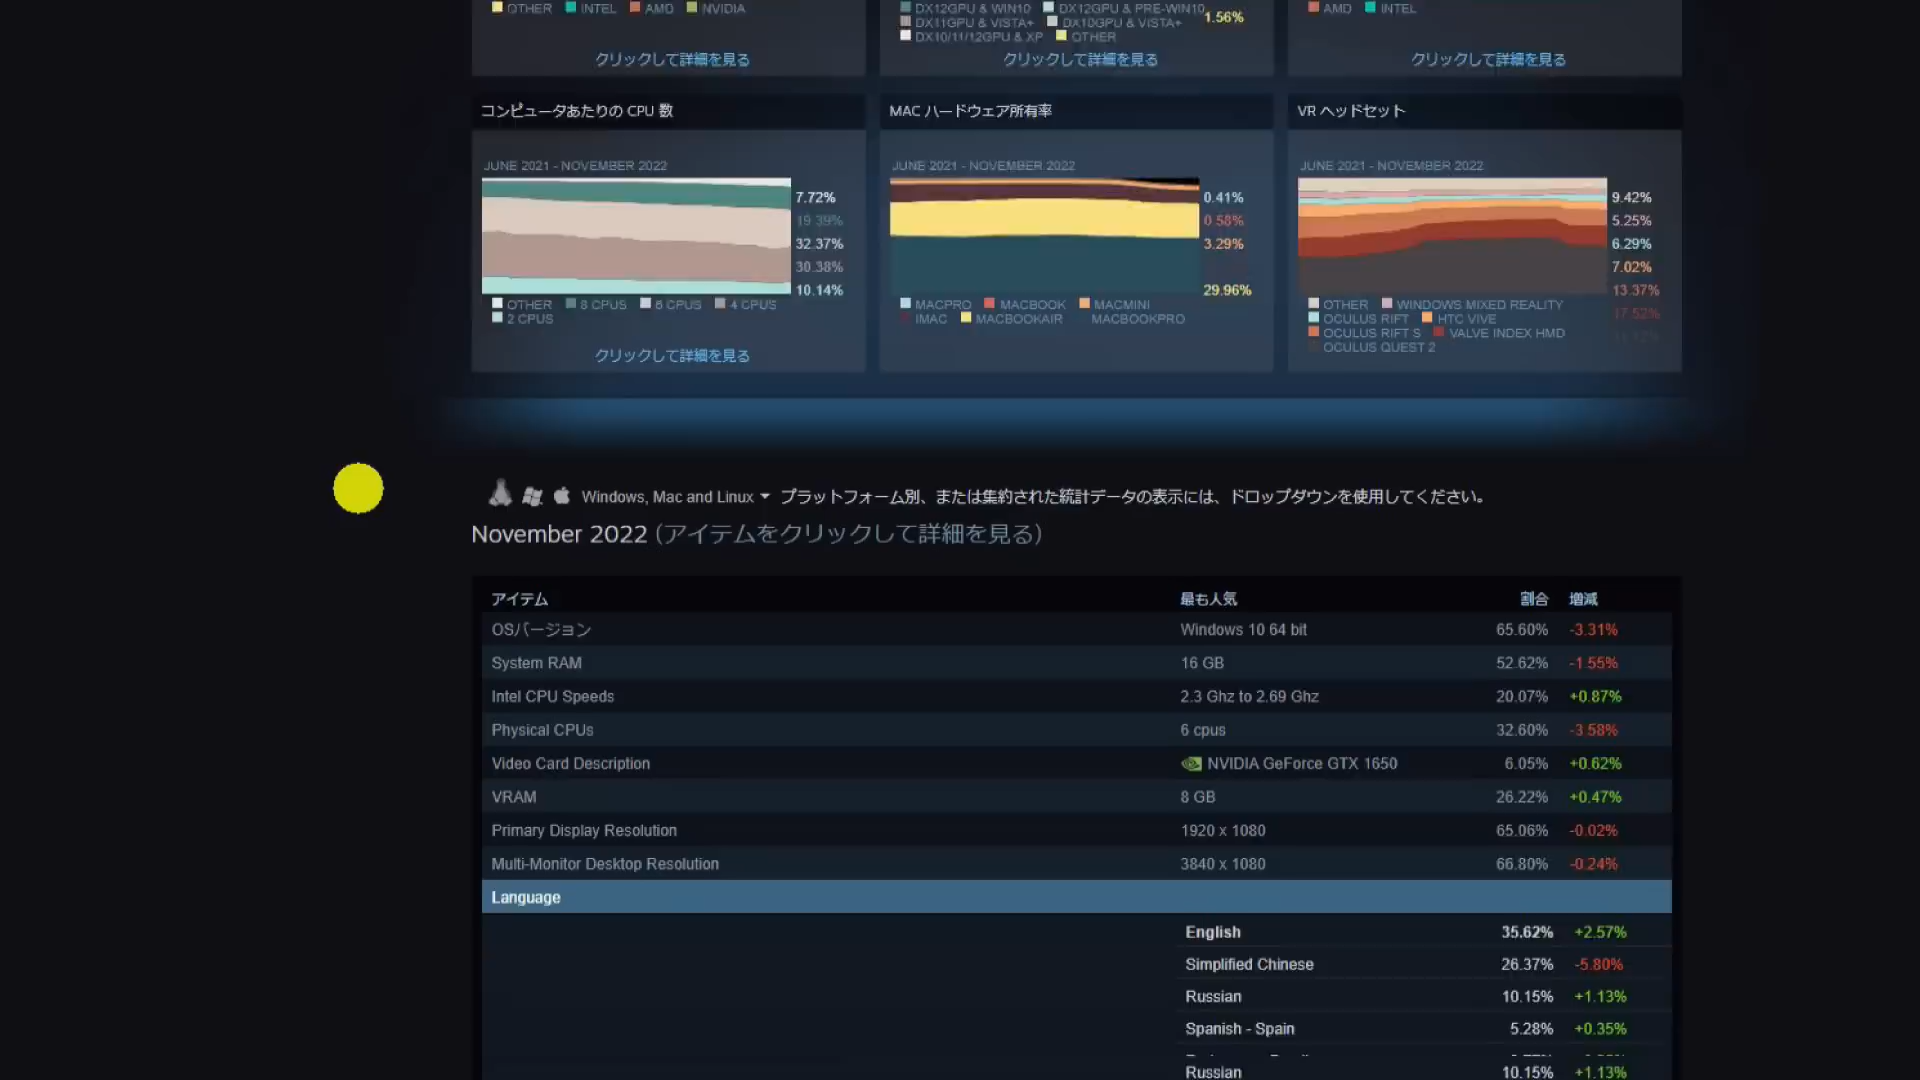 OTHER INTEL AMD NVIDIA
DX12GPU & WIN10 DX12GPU & PRE-WIN10
DX11GPU & VISTA+ DX10GPU & VISTA+
DX10/11/12GPU & XP OTHER
1.56%
AMD INTEL
クリックして詳細を見る
クリックして詳細を見る
クリックして詳細を見る
コンピュータあたりの CPU 数
JUNE 2021 - NOVEMBER 2022
7.72%
19.39%
32.37%
30.38%
10.14%
OTHER 8 CPUS 6 CPUS 4 CPUS
2 CPUS
クリックして詳細を見る
MAC ハードウェア所有率
JUNE 2021 - NOVEMBER 2022
0.41%
0.58%
3.29%
29.96%
MACPRO MACBOOK MACMINI
IMAC MACBOOKAIR MACBOOKPRO
VR ヘッドセット
JUNE 2021 - NOVEMBER 2022
9.42%
5.25%
6.29%
7.02%
13.37%
17.52%
OTHER WINDOWS MIXED REALITY
OCULUS RIFT HTC VIVE
OCULUS RIFT S VALVE INDEX HMD
OCULUS QUEST 2
Windows, Mac and Linux プラットフォーム別、または集約された統計データの表示には、ドロップダウンを使用してください。
November 2022 (アイテムをクリックして詳細を見る)
アイテム 最も人気 割合 増減
OSバージョン Windows 10 64 bit 65.60% -3.31%
System RAM 16 GB 52.62% -1.55%
Intel CPU Speeds 2.3 Ghz to 2.69 Ghz 20.07% +0.87%
Physical CPUs 6 cpus 32.60% -3.58%
Video Card Description NVIDIA GeForce GTX 1650 6.05% +0.62%
VRAM 8 GB 26.22% +0.47%
Primary Display Resolution 1920 x 1080 65.06% -0.02%
Multi-Monitor Desktop Resolution 3840 x 1080 66.80% -0.24%
Language
English 35.62% +2.57%
Simplified Chinese 26.37% -5.80%
Russian 10.15% +1.13%
Spanish - Spain 5.28% +0.35%
Russian 10.15% +1.13%